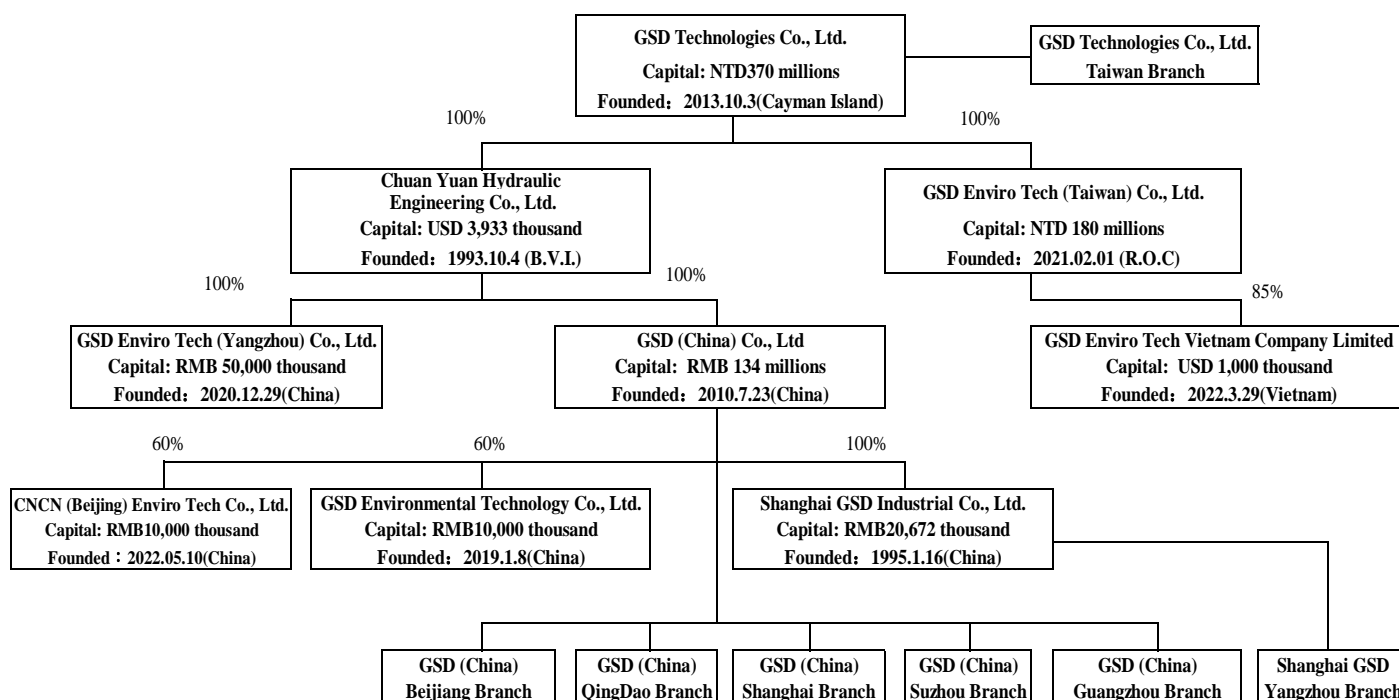 GSD Technologies Co., Ltd.
Capital: NTD370 millions
Founded：2013.10.3(Cayman Island)
GSD Technologies Co., Ltd.
Taiwan Branch
100%
100%
Chuan Yuan Hydraulic
Engineering Co., Ltd.
Capital: USD 3,933 thousand
Founded：1993.10.4 (B.V.I.)
GSD Enviro Tech (Taiwan) Co., Ltd.
Capital: NTD 180 millions
Founded：2021.02.01 (R.O.C)
100%
100%
85%
GSD Enviro Tech (Yangzhou) Co., Ltd.
Capital: RMB 50,000 thousand
Founded：2020.12.29(China)
GSD (China) Co., Ltd
Capital: RMB 134 millions
Founded：2010.7.23(China)
GSD Enviro Tech Vietnam Company Limited
Capital: USD 1,000 thousand
Founded：2022.3.29(Vietnam)
60%
60%
100%
CNCN (Beijing) Enviro Tech Co., Ltd.
Capital: RMB10,000 thousand
Founded：2022.05.10(China)
GSD Environmental Technology Co., Ltd.
Capital: RMB10,000 thousand
Founded：2019.1.8(China)
Shanghai GSD Industrial Co., Ltd.
Capital: RMB20,672 thousand
Founded：1995.1.16(China)
GSD (China)
Beijiang Branch
GSD (China)
QingDao Branch
GSD (China)
Shanghai Branch
GSD (China)
Suzhou Branch
GSD (China)
Guangzhou Branch
Shanghai GSD
Yangzhou Branch